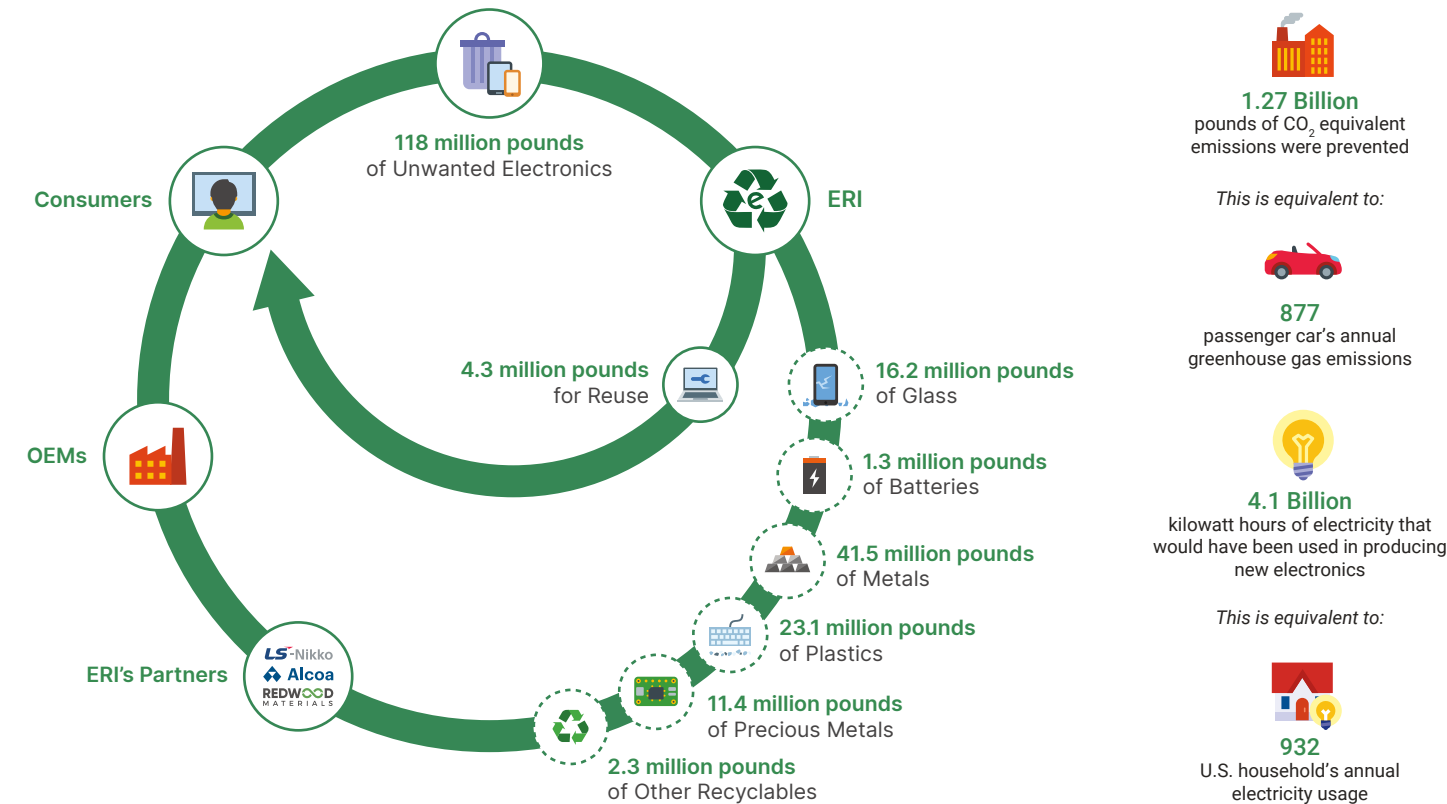 118 million pounds
of Unwanted Electronics
Consumers
ERI
e
4.3 million pounds
for Reuse
16.2 million pounds
of Glass
1.3 million pounds
of Batteries
OEMs
41.5 million pounds
of Metals
23.1 million pounds
of Plastics
ERI’s Partners
LS-Nikko
Alcoa
REDWOOD
MATERIALS
11.4 million pounds
of Precious Metals
2.3 million pounds
of Other Recyclables
1.27 Billion
pounds of CO₂ equivalent
emissions were prevented
This is equivalent to:
877
passenger car’s annual
greenhouse gas emissions
4.1 Billion
kilowatt hours of electricity that
would have been used in producing
new electronics
This is equivalent to:
932
U.S. household’s annual
electricity usage